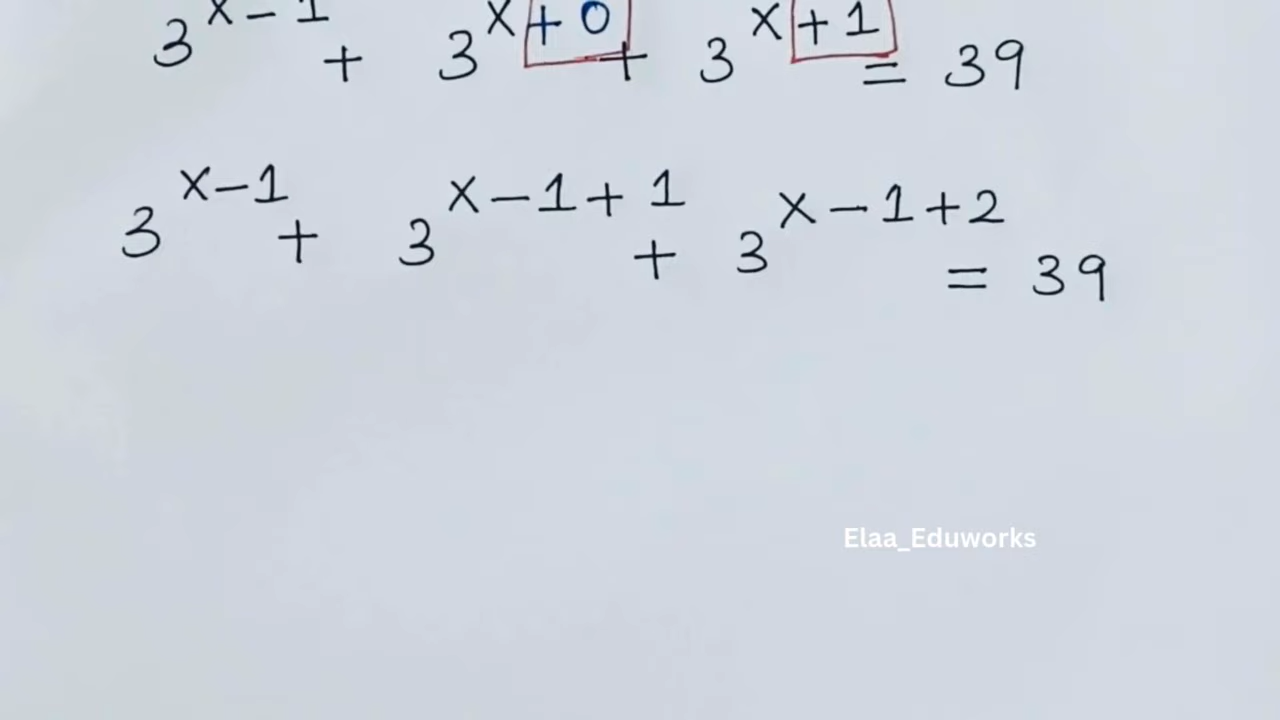 3^{x-1} + 3^{x+0} + 3^{x+1} = 39
3^{x-1} + 3^{x-1+1} + 3^{x-1+2} = 39
Elaa_Eduworks